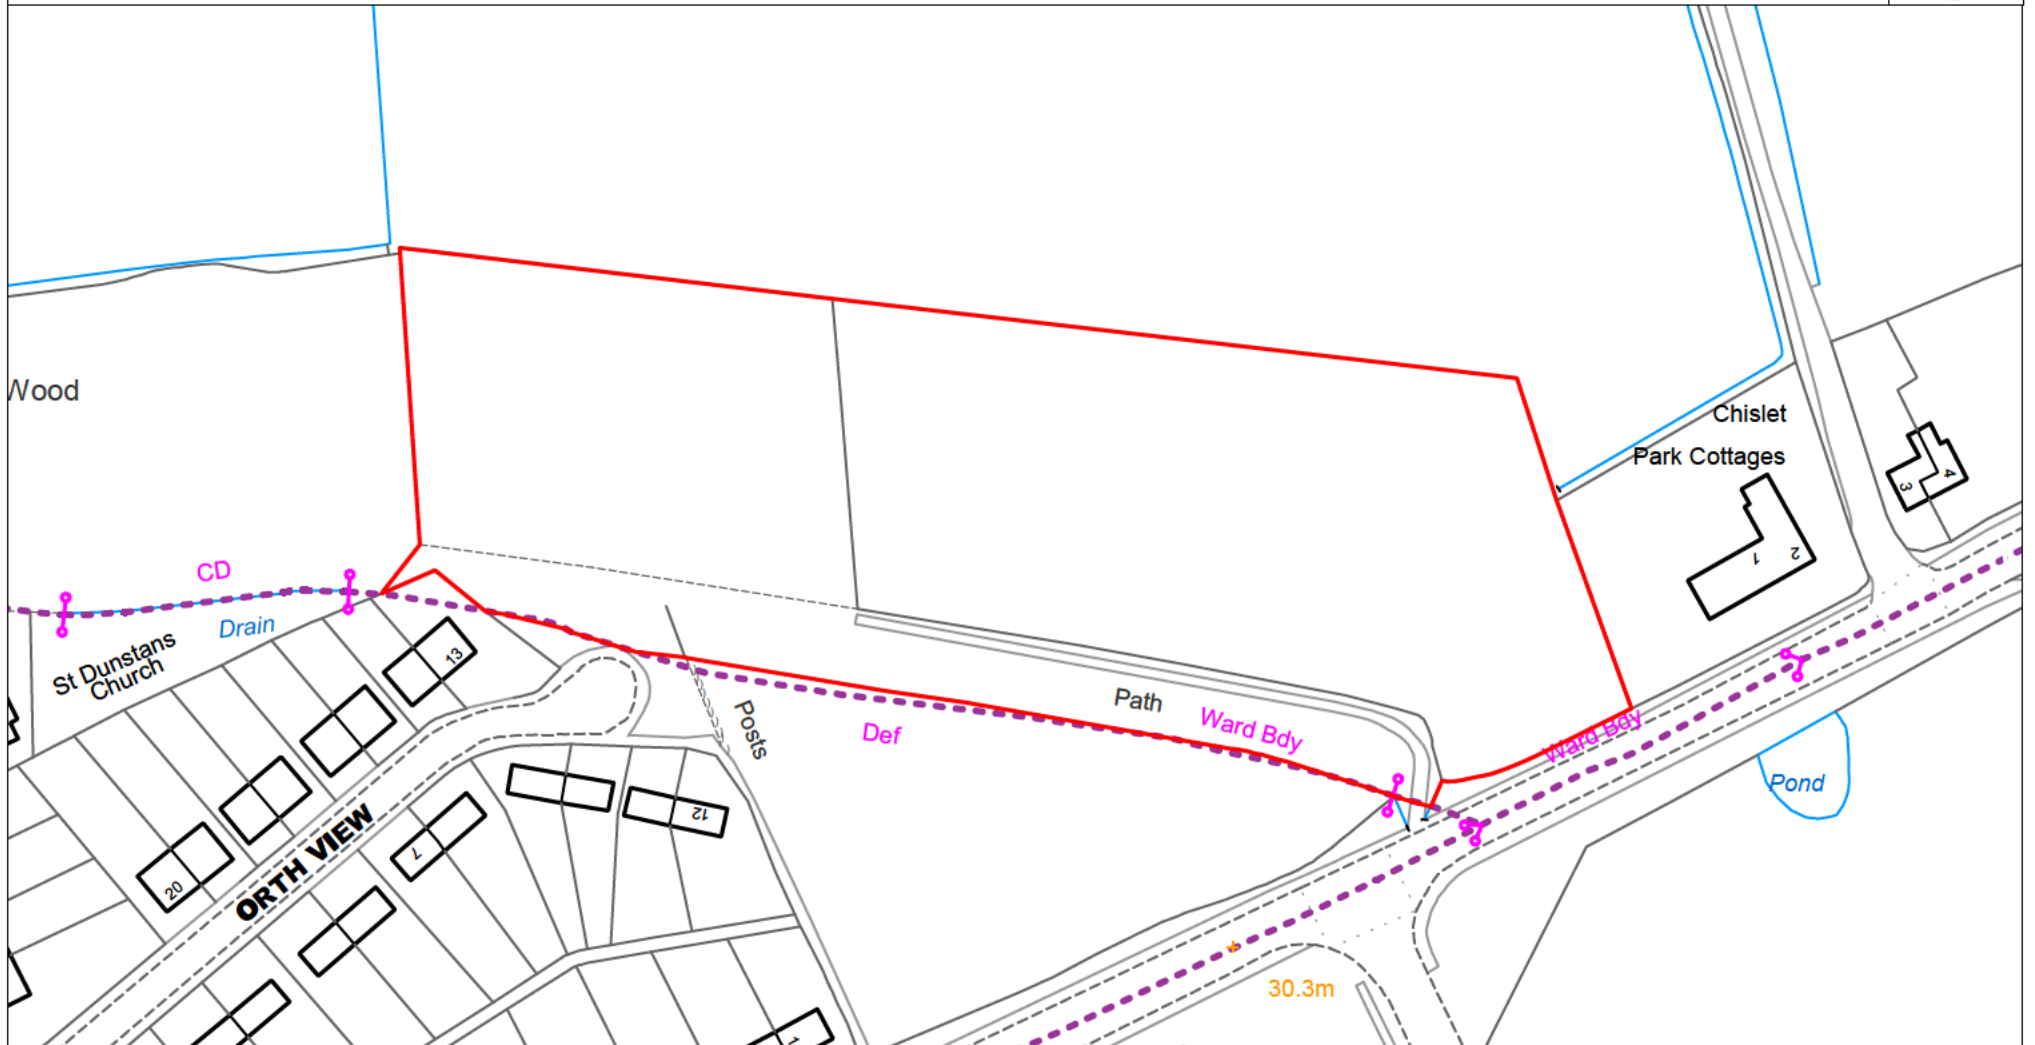 Wood
Chislet
Park Cottages
3
4
1
2
CD
Drain
St Dunstans
Church
13
Path
Ward Bdy
Posts
Def
Ward Bdy
Pond
12
7
20
ORTH VIEW
30.3m
1